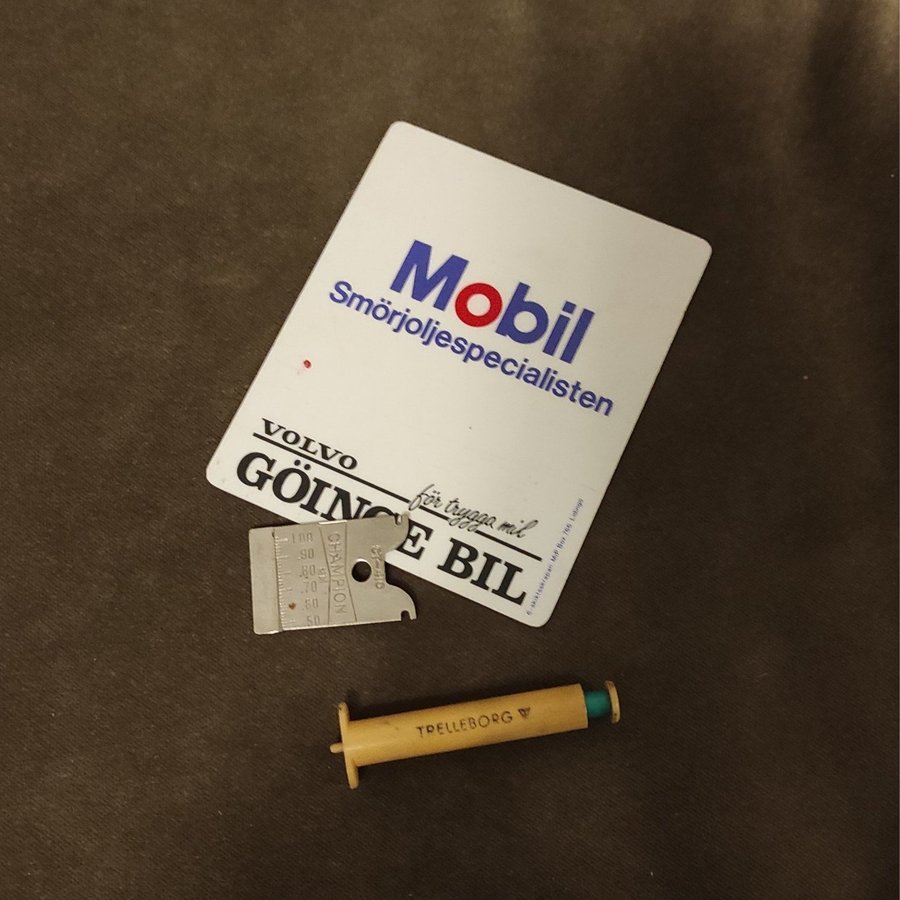 Mobil
Smörjoljespecialisten
VOLVO
GÖINGE BIL
för trygga mil
100
.90
.80
.70
.60
.50
CHAMPION
TRELLEBORG